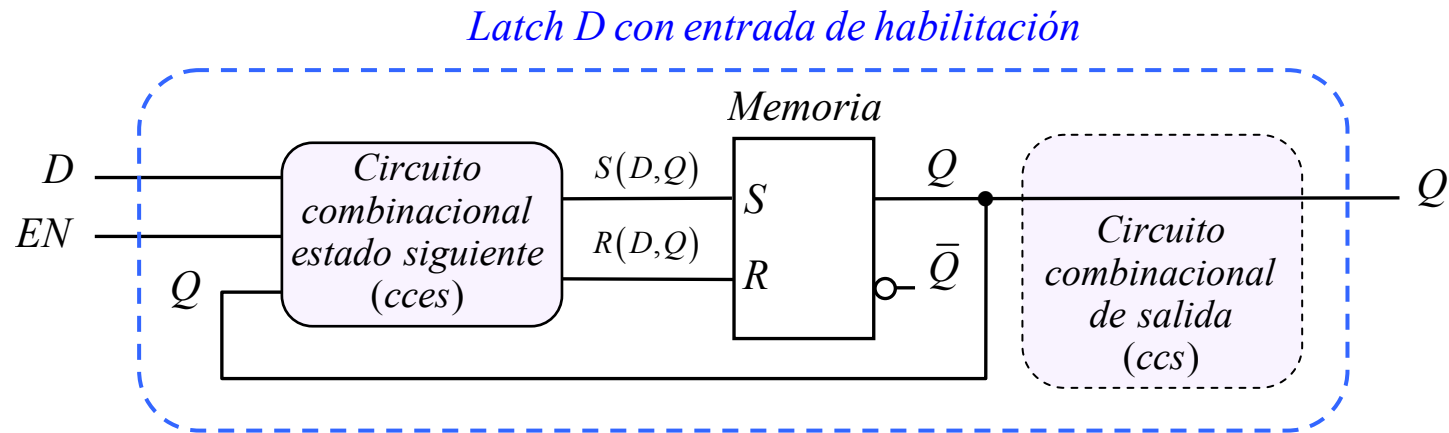 Latch D con entrada de habilitación
Memoria
D
EN
Q
Circuito
combinacional
estado siguiente
(cces)
S(D,Q)
R(D,Q)
S
R
Q
Q̅
Circuito
combinacional
de salida
(ccs)
Q